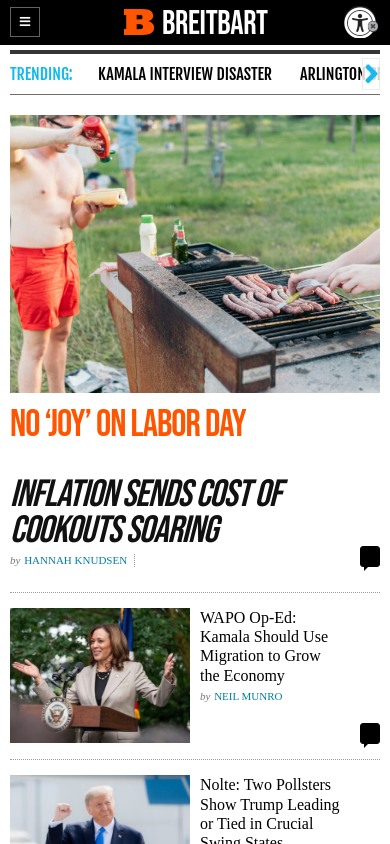 BREITBART
TRENDING: KAMALA INTERVIEW DISASTER ARLINGTON
NO ‘JOY’ ON LABOR DAY
INFLATION SENDS COST OF
COOKOUTS SOARING
by HANNAH KNUDSEN
WAPO Op-Ed:
Kamala Should Use
Migration to Grow
the Economy
by NEIL MUNRO
Nolte: Two Pollsters
Show Trump Leading
or Tied in Crucial
Swing States